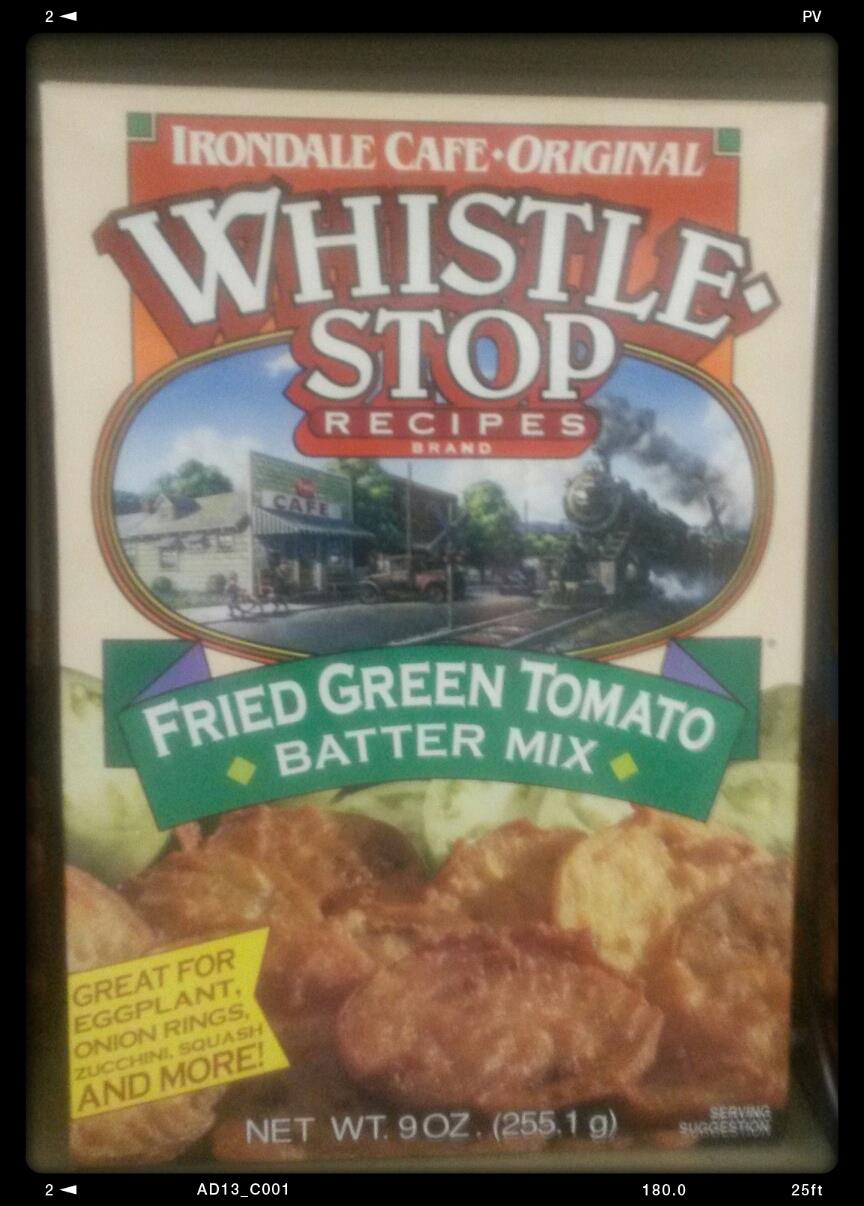 2 ◄ PV
IRONDALE CAFE • ORIGINAL
WHISTLE•
STOP
RECIPES
BRAND
CAFE
FRIED GREEN TOMATO
BATTER MIX
GREAT FOR
EGGPLANT,
ONION RINGS,
ZUCCHINI, SQUASH
AND MORE!
NET WT. 9 OZ. (255.1 g)
SERVING
SUGGESTION
2 ◄ AD13_C001 180.0 25ft